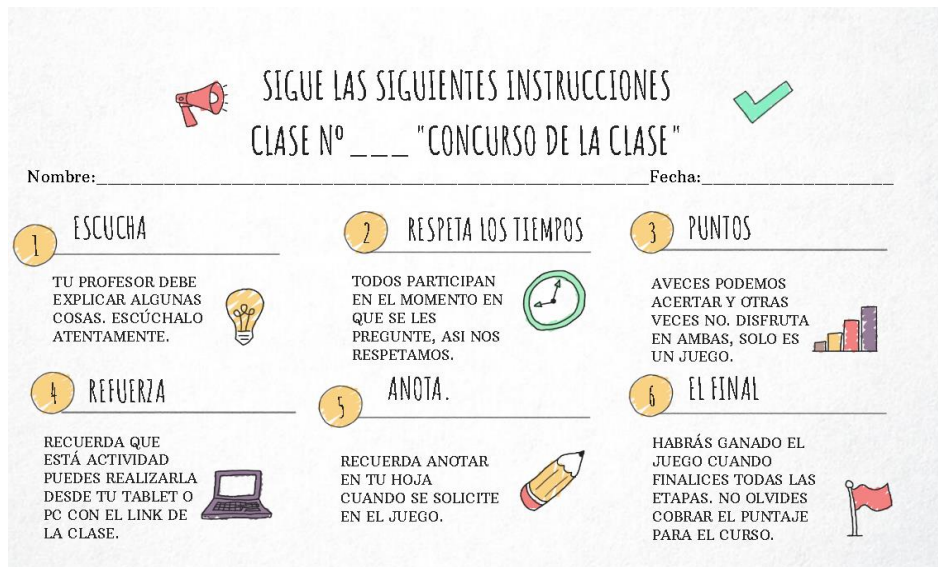 SIGUE LAS SIGUIENTES INSTRUCCIONES
CLASE Nº ___ "CONCURSO DE LA CLASE"
Nombre:_________________________________________________Fecha:_________________
1 ESCUCHA
TU PROFESOR DEBE
EXPLICAR ALGUNAS
COSAS. ESCÚCHALO
ATENTAMENTE.
2 RESPETA LOS TIEMPOS
TODOS PARTICIPAN
EN EL MOMENTO EN
QUE SE LES
PREGUNTE, ASI NOS
RESPETAMOS.
3 PUNTOS
AVECES PODEMOS
ACERTAR Y OTRAS
VECES NO. DISFRUTA
EN AMBAS, SOLO ES
UN JUEGO.
4 REFUERZA
RECUERDA QUE
ESTÁ ACTIVIDAD
PUEDES REALIZARLA
DESDE TU TABLET O
PC CON EL LINK DE
LA CLASE.
5 ANOTA.
RECUERDA ANOTAR
EN TU HOJA
CUANDO SE SOLICITE
EN EL JUEGO.
6 EL FINAL
HABRÁS GANADO EL
JUEGO CUANDO
FINALICES TODAS LAS
ETAPAS. NO OLVIDES
COBRAR EL PUNTAJE
PARA EL CURSO.